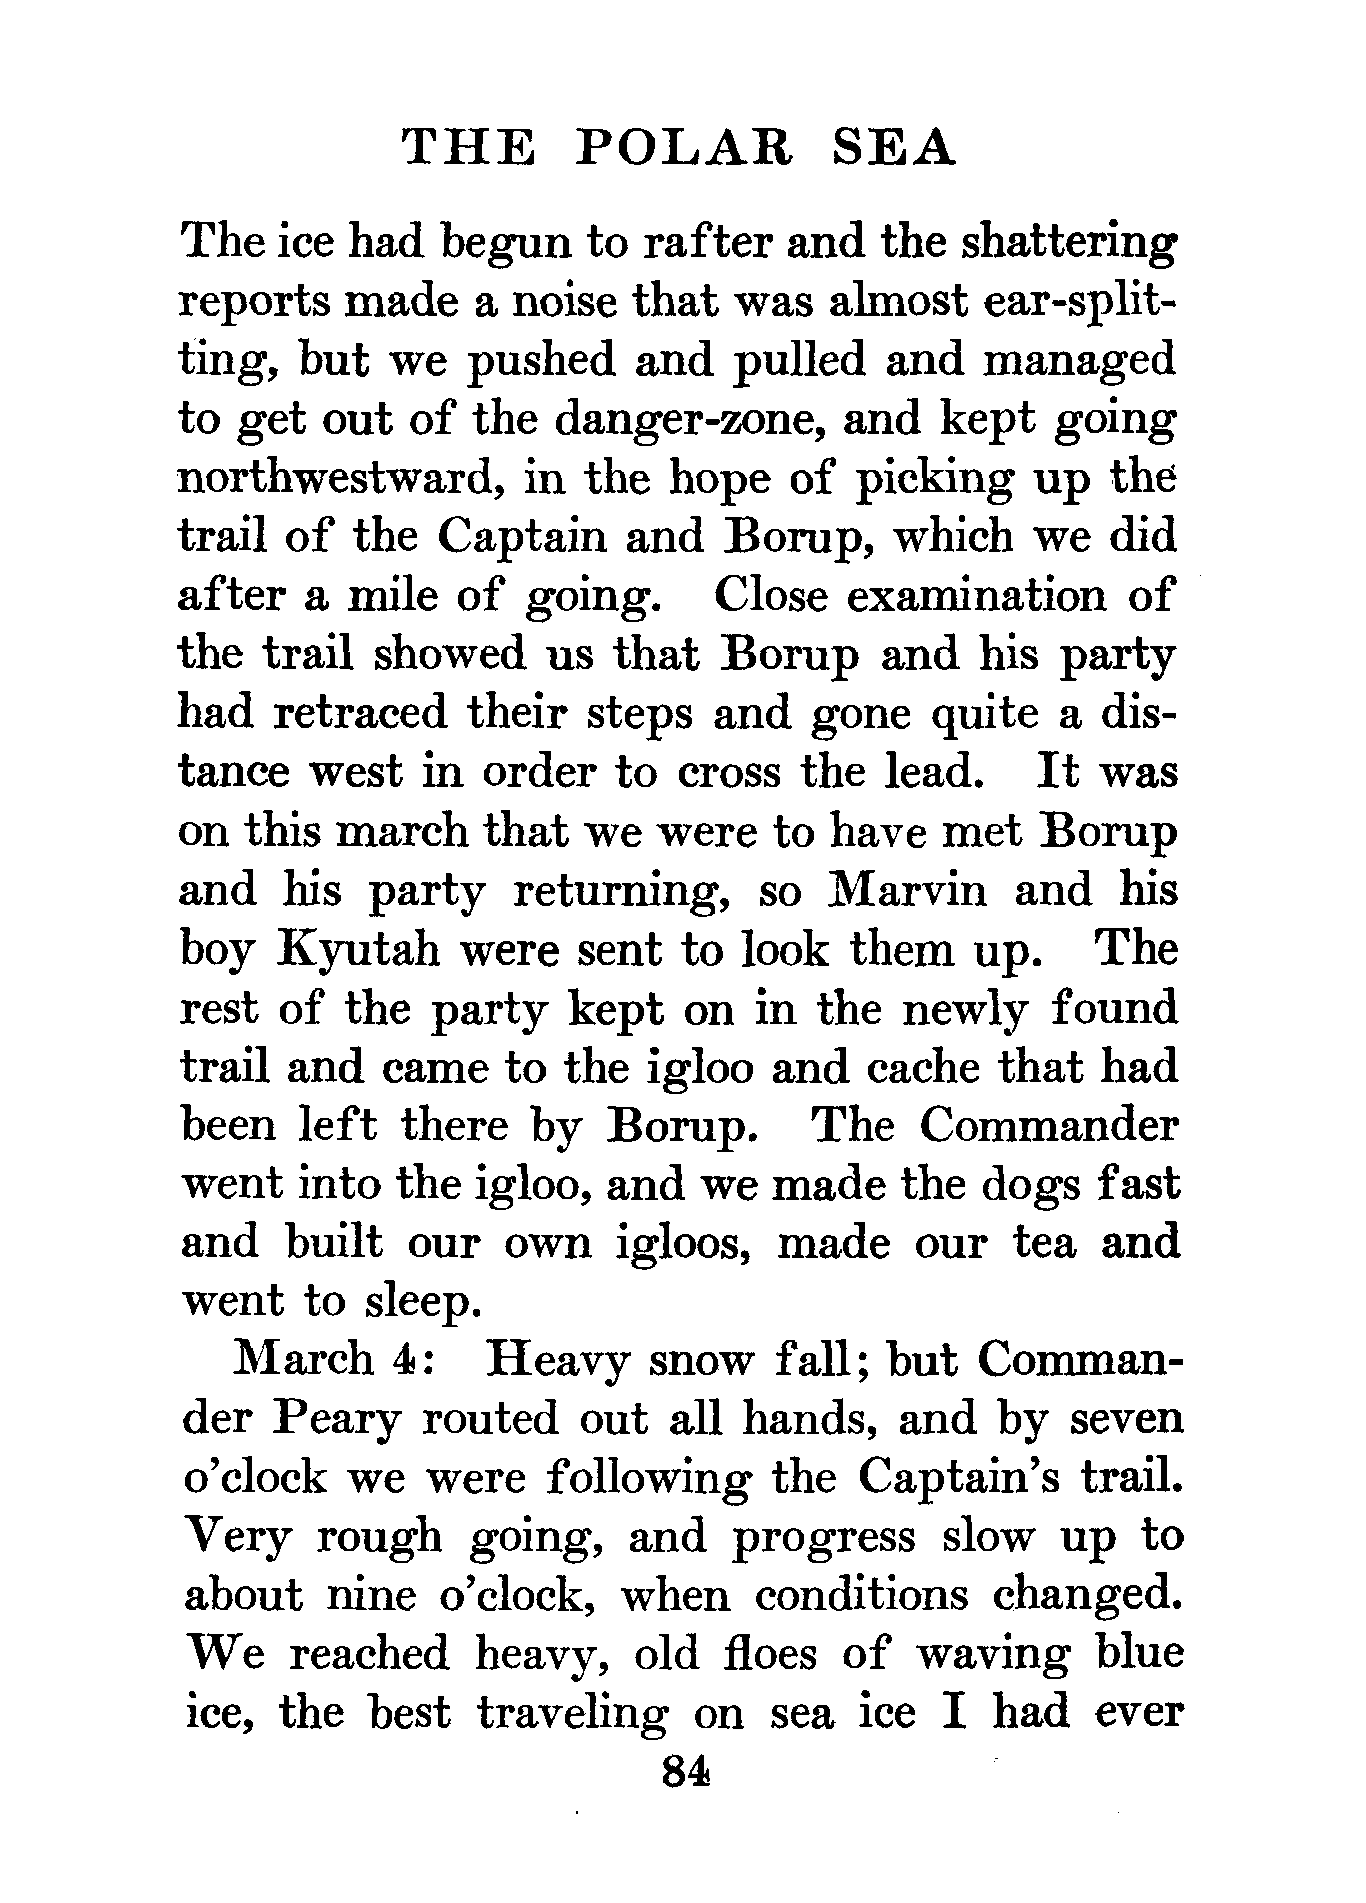 THE POLAR SEA
The ice had begun to rafter and the shattering
reports made a noise that was almost ear-split-
ting, but we pushed and pulled and managed
to get out of the danger-zone, and kept going
northwestward, in the hope of picking up the
trail of the Captain and Borup, which we did
after a mile of going. Close examination of
the trail showed us that Borup and his party
had retraced their steps and gone quite a dis-
tance west in order to cross the lead. It was
on this march that we were to have met Borup
and his party returning, so Marvin and his
boy Kyutah were sent to look them up. The
rest of the party kept on in the newly found
trail and came to the igloo and cache that had
been left there by Borup. The Commander
went into the igloo, and we made the dogs fast
and built our own igloos, made our tea and
went to sleep.
March 4: Heavy snow fall; but Comman-
der Peary routed out all hands, and by seven
o'clock we were following the Captain's trail.
Very rough going, and progress slow up to
about nine o'clock, when conditions changed.
We reached heavy, old floes of waving blue
ice, the best traveling on sea ice I had ever
84